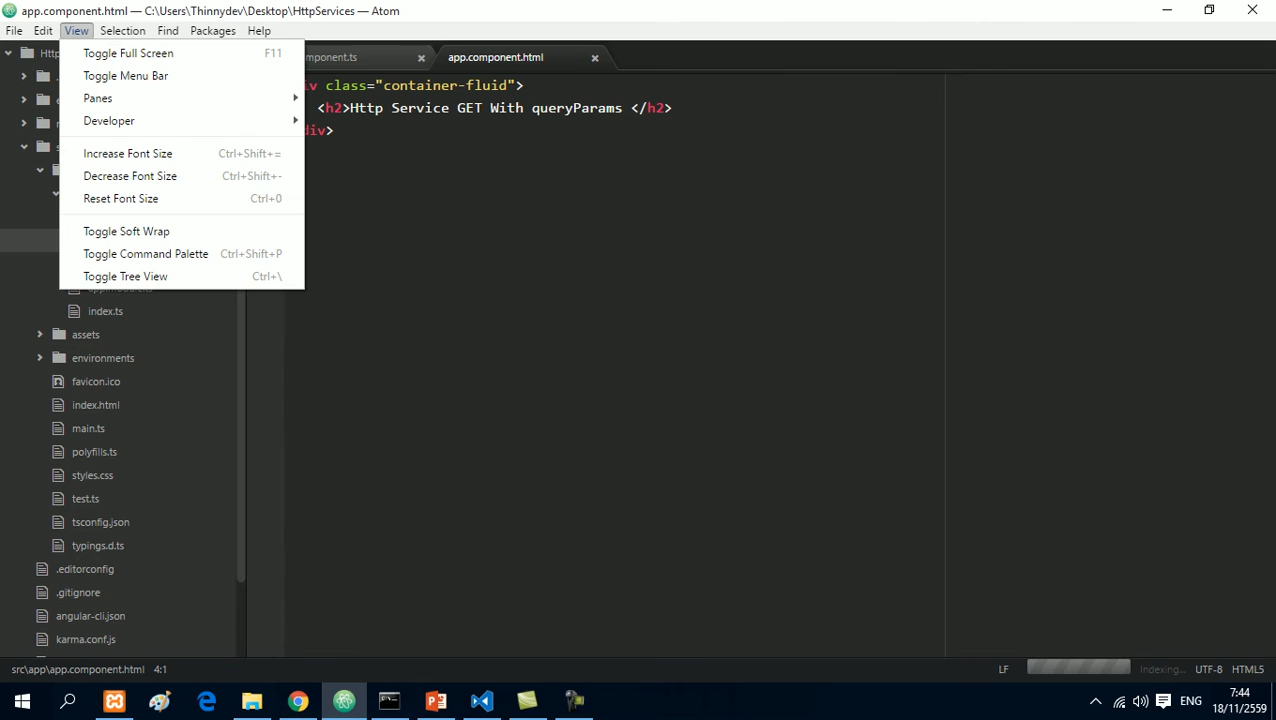 app.component.html — C:\Users\Thinnydev\Desktop\HttpServices — Atom
File Edit View Selection Find Packages Help
Toggle Full Screen F11
Toggle Menu Bar
Panes
Developer
Increase Font Size Ctrl+Shift+=
Decrease Font Size Ctrl+Shift+-
Reset Font Size Ctrl+0
Toggle Soft Wrap
Toggle Command Palette Ctrl+Shift+P
Toggle Tree View Ctrl+\
index.ts
assets
environments
favicon.ico
index.html
main.ts
polyfills.ts
styles.css
test.ts
tsconfig.json
typings.d.ts
.editorconfig
.gitignore
angular-cli.json
karma.conf.js
mponent.ts app.component.html
iv class="container-fluid">
<h2>Http Service GET With queryParams </h2>
div>
src\app\app.component.html 4:1 LF Indexing... UTF-8 HTML5
ENG
7:44
18/11/2559